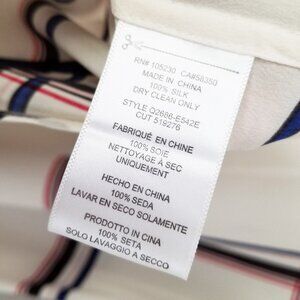 RN# 105230 CA#58350
MADE IN CHINA
100% SILK
DRY CLEAN ONLY
STYLE Q2686-E542E
CUT 519276
FABRIQUÉ EN CHINE
100% SOIE
NETTOYAGE À SEC
UNIQUEMENT
HECHO EN CHINA
100% SEDA
LAVAR EN SECO SOLAMENTE
PRODOTTO IN CINA
100% SETA
SOLO LAVAGGIO A SECCO